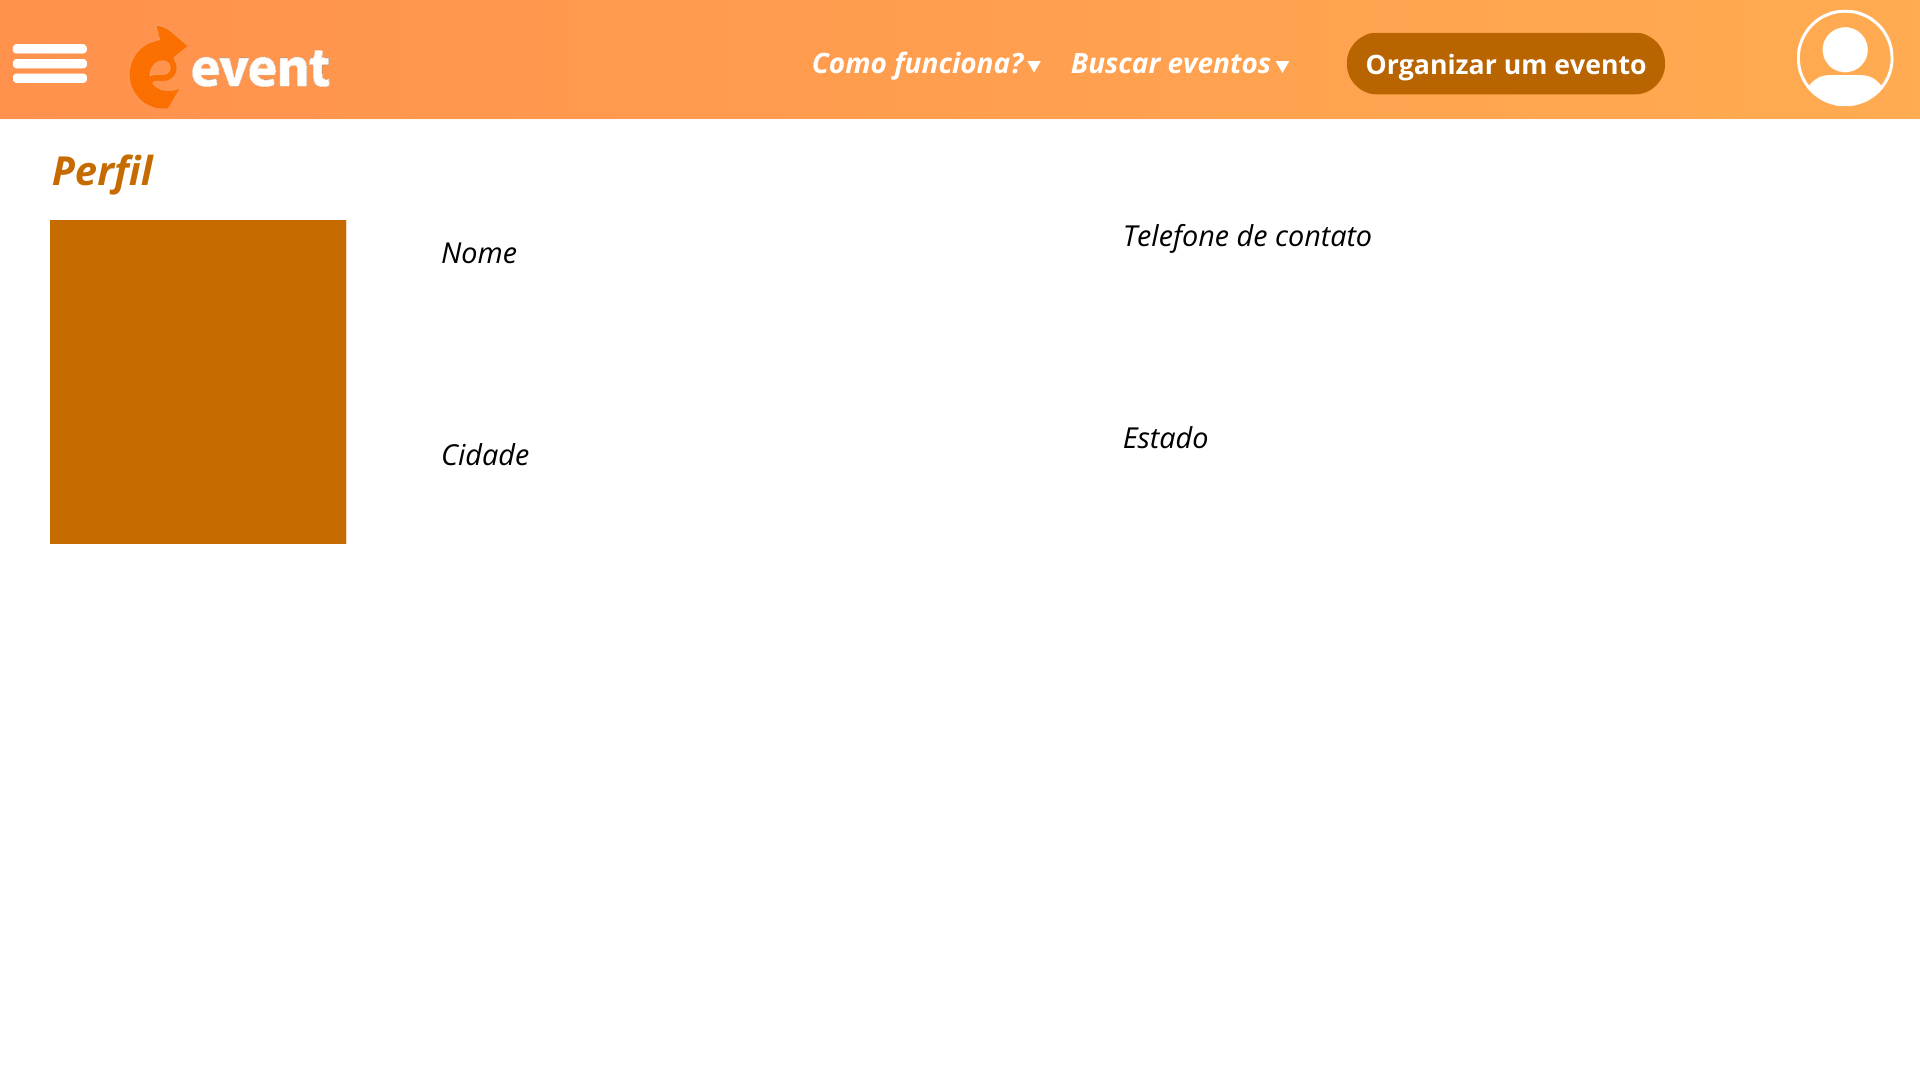 event
Como funciona?
Buscar eventos
Organizar um evento
Perfil
Nome
Telefone de contato
Cidade
Estado